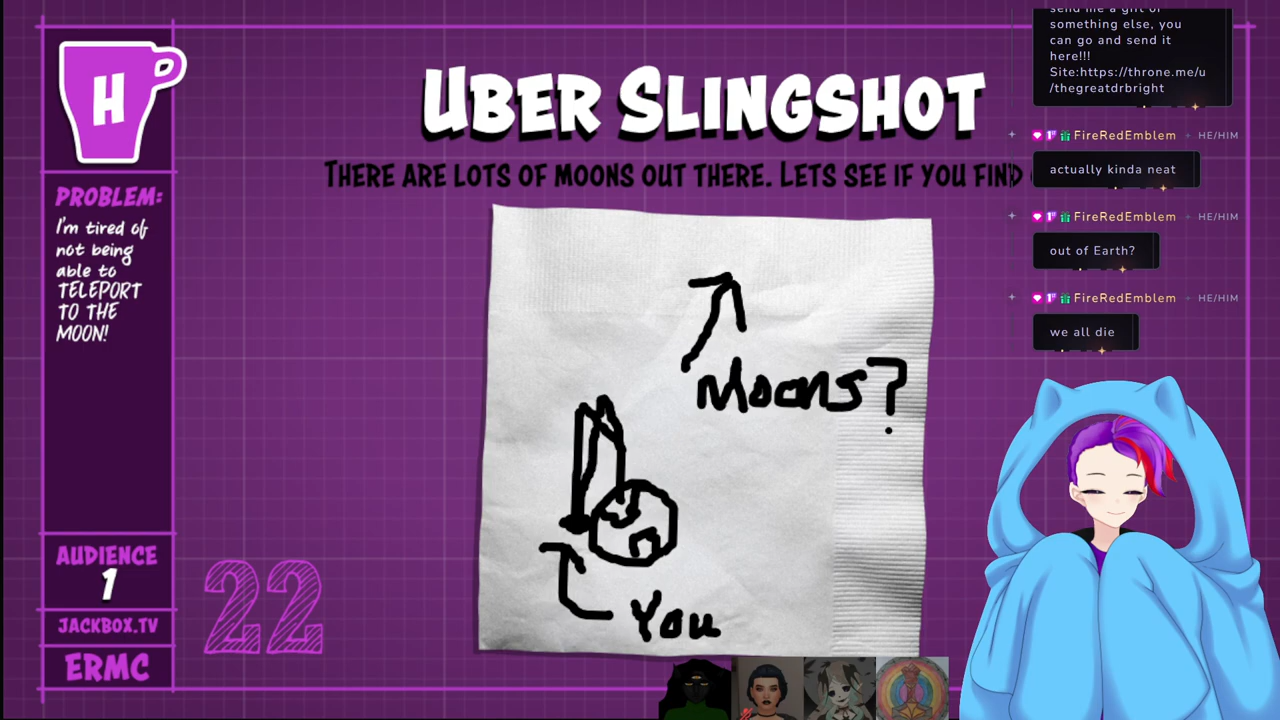 H
PROBLEM:
I'm tired of
not being
able to
TELEPORT
TO THE
MOON!
AUDIENCE
1
JACKBOX.TV
ERMC
22
UBER SLINGSHOT
THERE ARE LOTS OF MOONS OUT THERE. LETS SEE IF YOU FIND
Moons?
You
send me a gift or
something else, you
can go and send it
here!!!
Site:https://throne.me/u
/thegreatdrbright
FireRedEmblem HE/HIM
actually kinda neat
FireRedEmblem HE/HIM
out of Earth?
FireRedEmblem HE/HIM
we all die